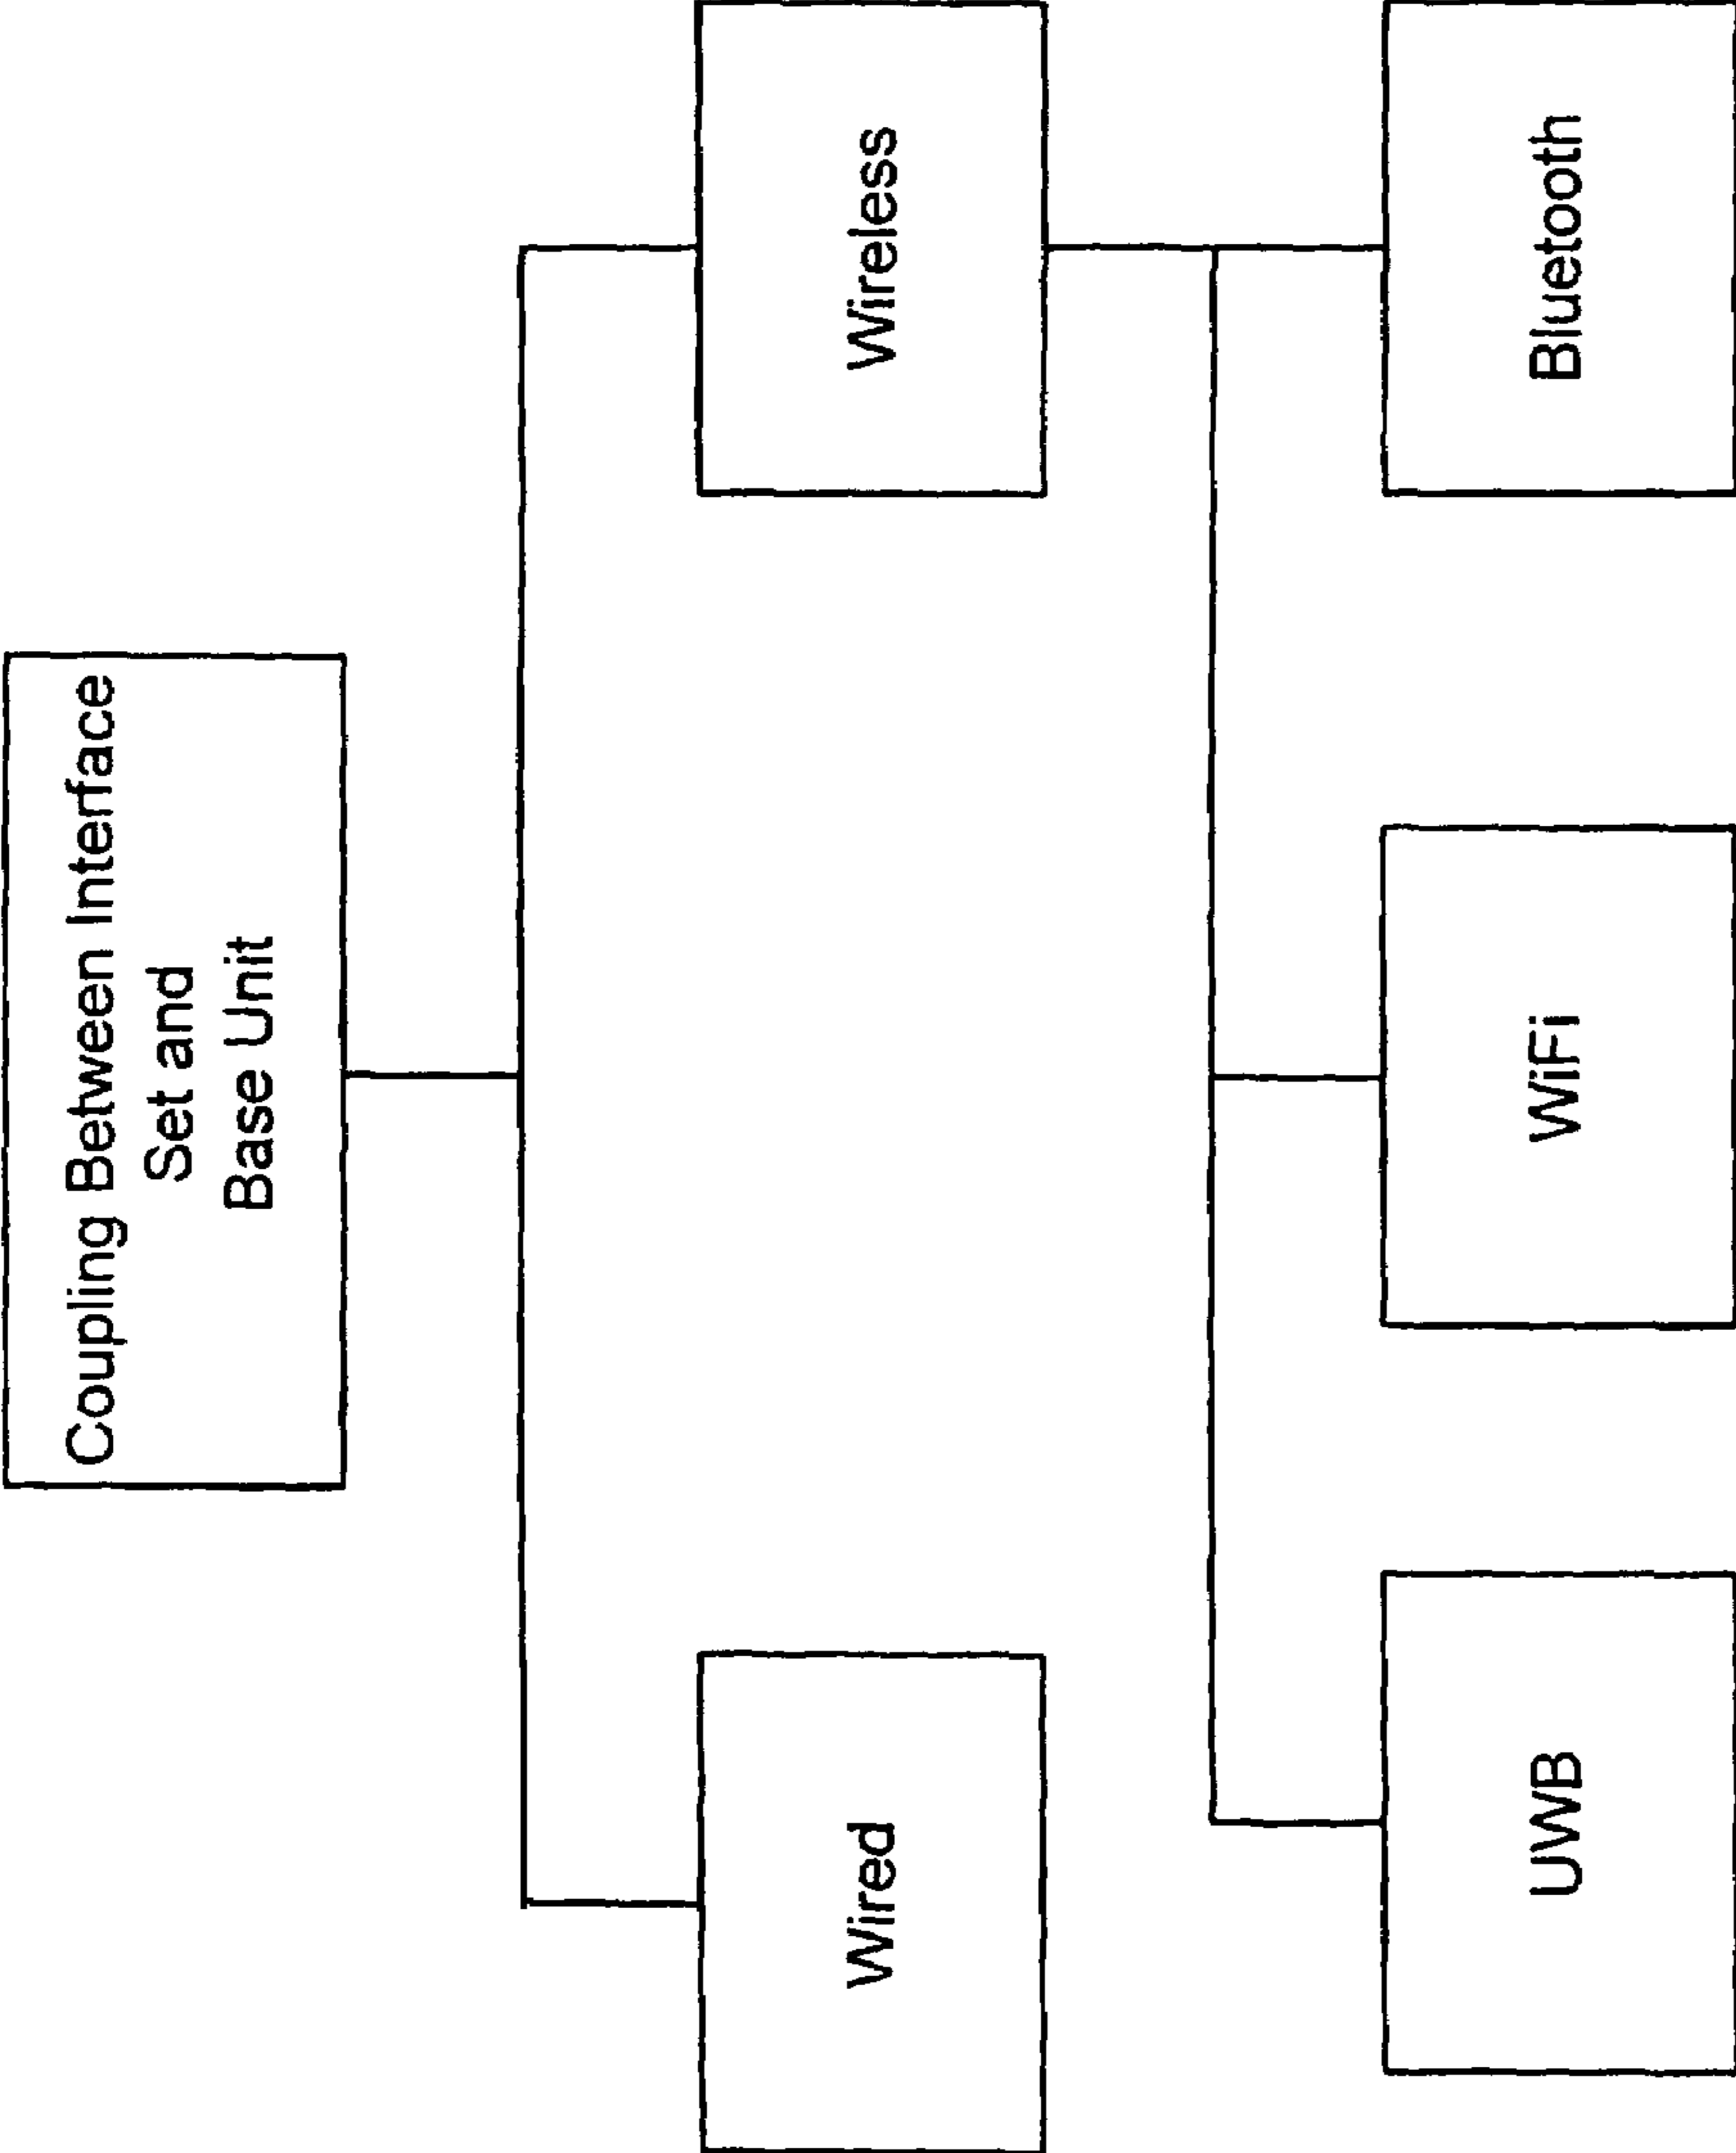 Coupling Between Interface
Set and
Base Unit
Wired
Wireless
UWB
WiFi
Bluetooth